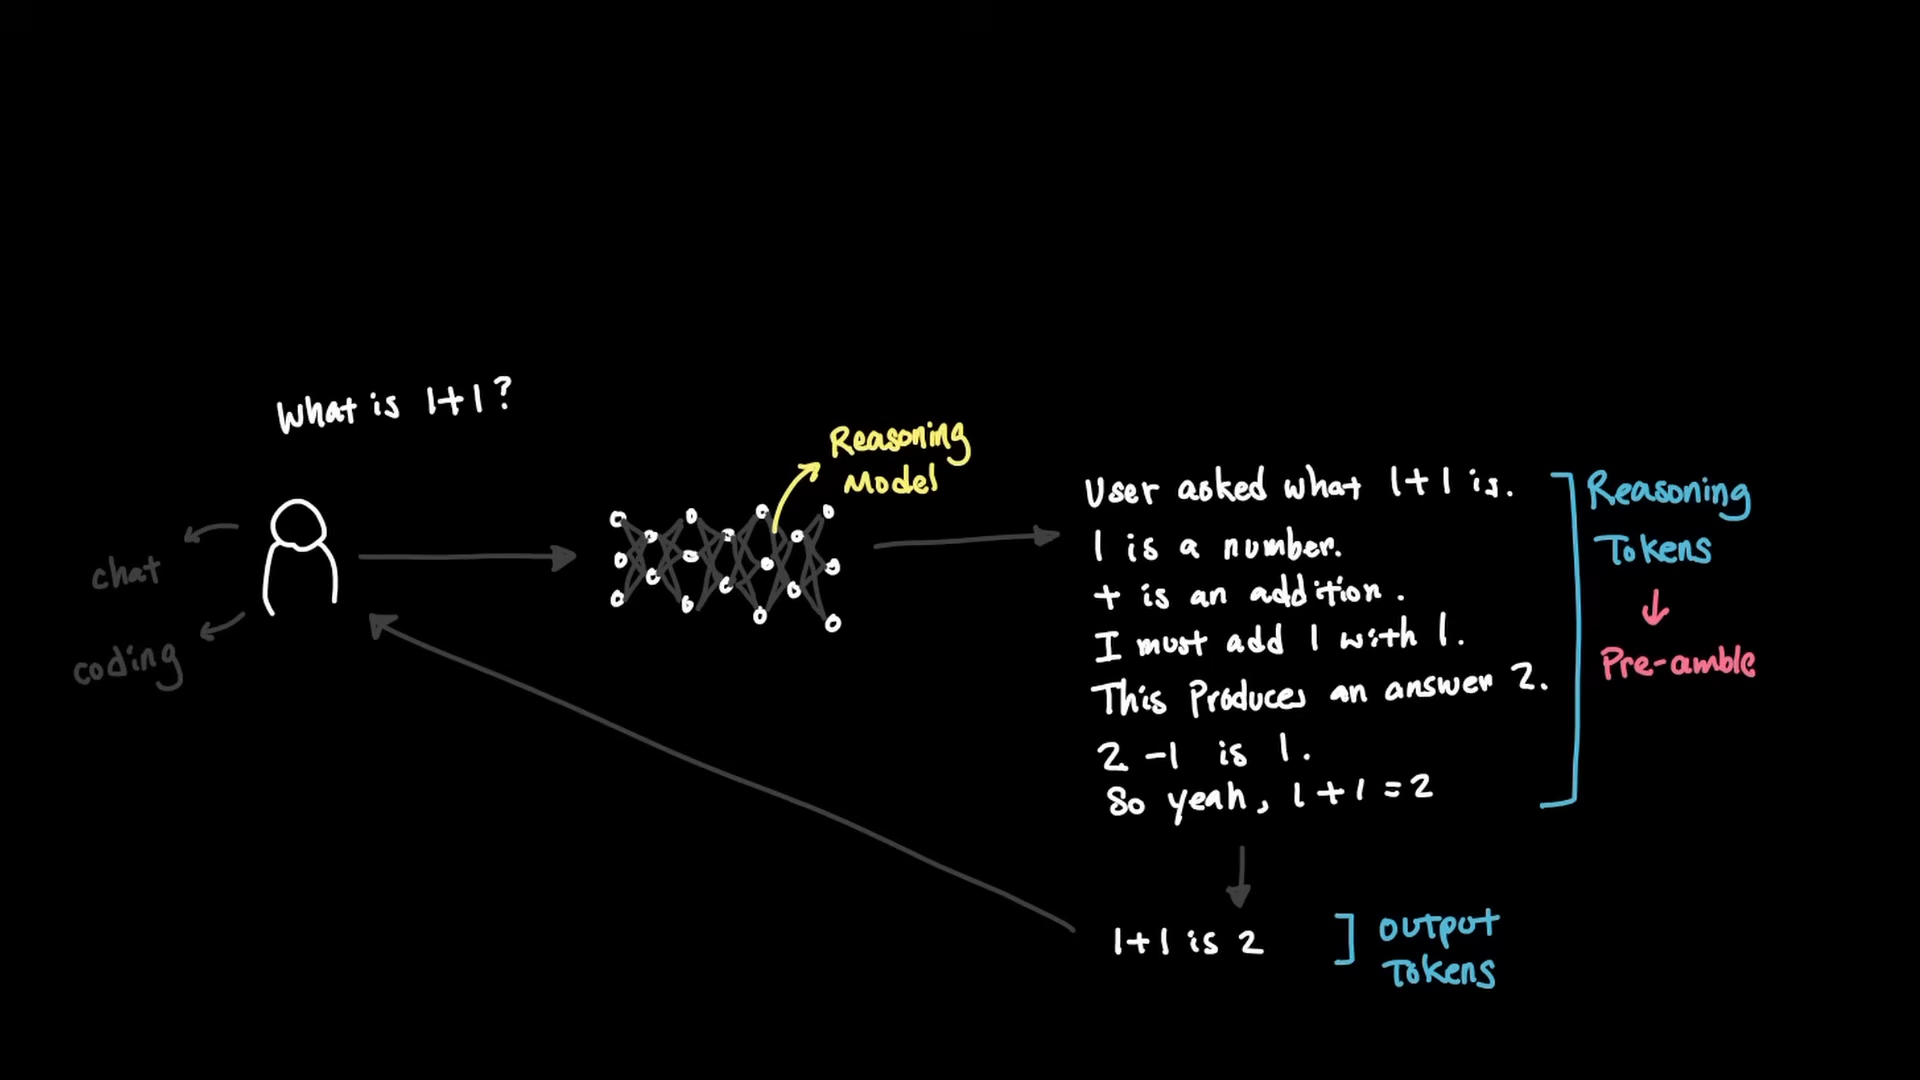 What is 1+1?
chat
coding
Reasoning
Model
User asked what 1+1 is.
1 is a number.
+ is an addition.
I must add 1 with 1.
This produces an answer 2.
2 -1 is 1.
So yeah, 1+1=2
Reasoning
Tokens
Pre-amble
1+1 is 2
output
Tokens